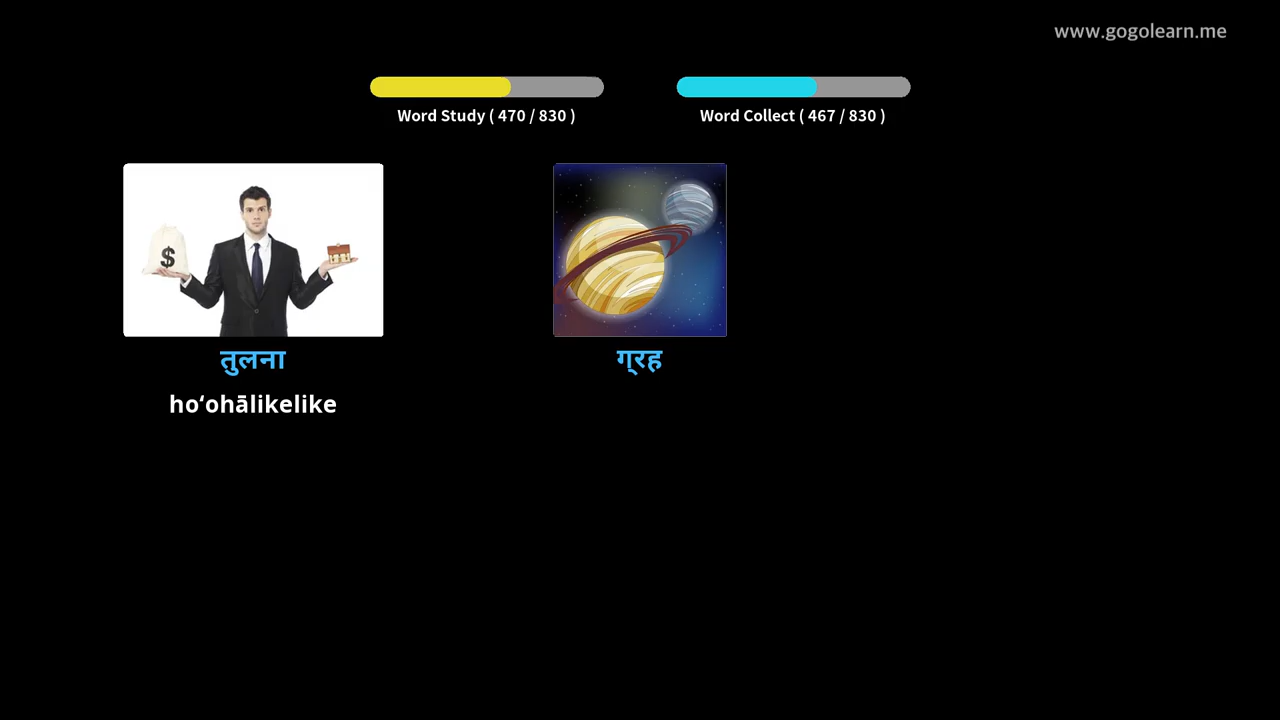 www.gogolearn.me
Word Study ( 470 / 830 )
Word Collect ( 467 / 830 )
$
तुलना
ग्रह
hoʻohālikelike